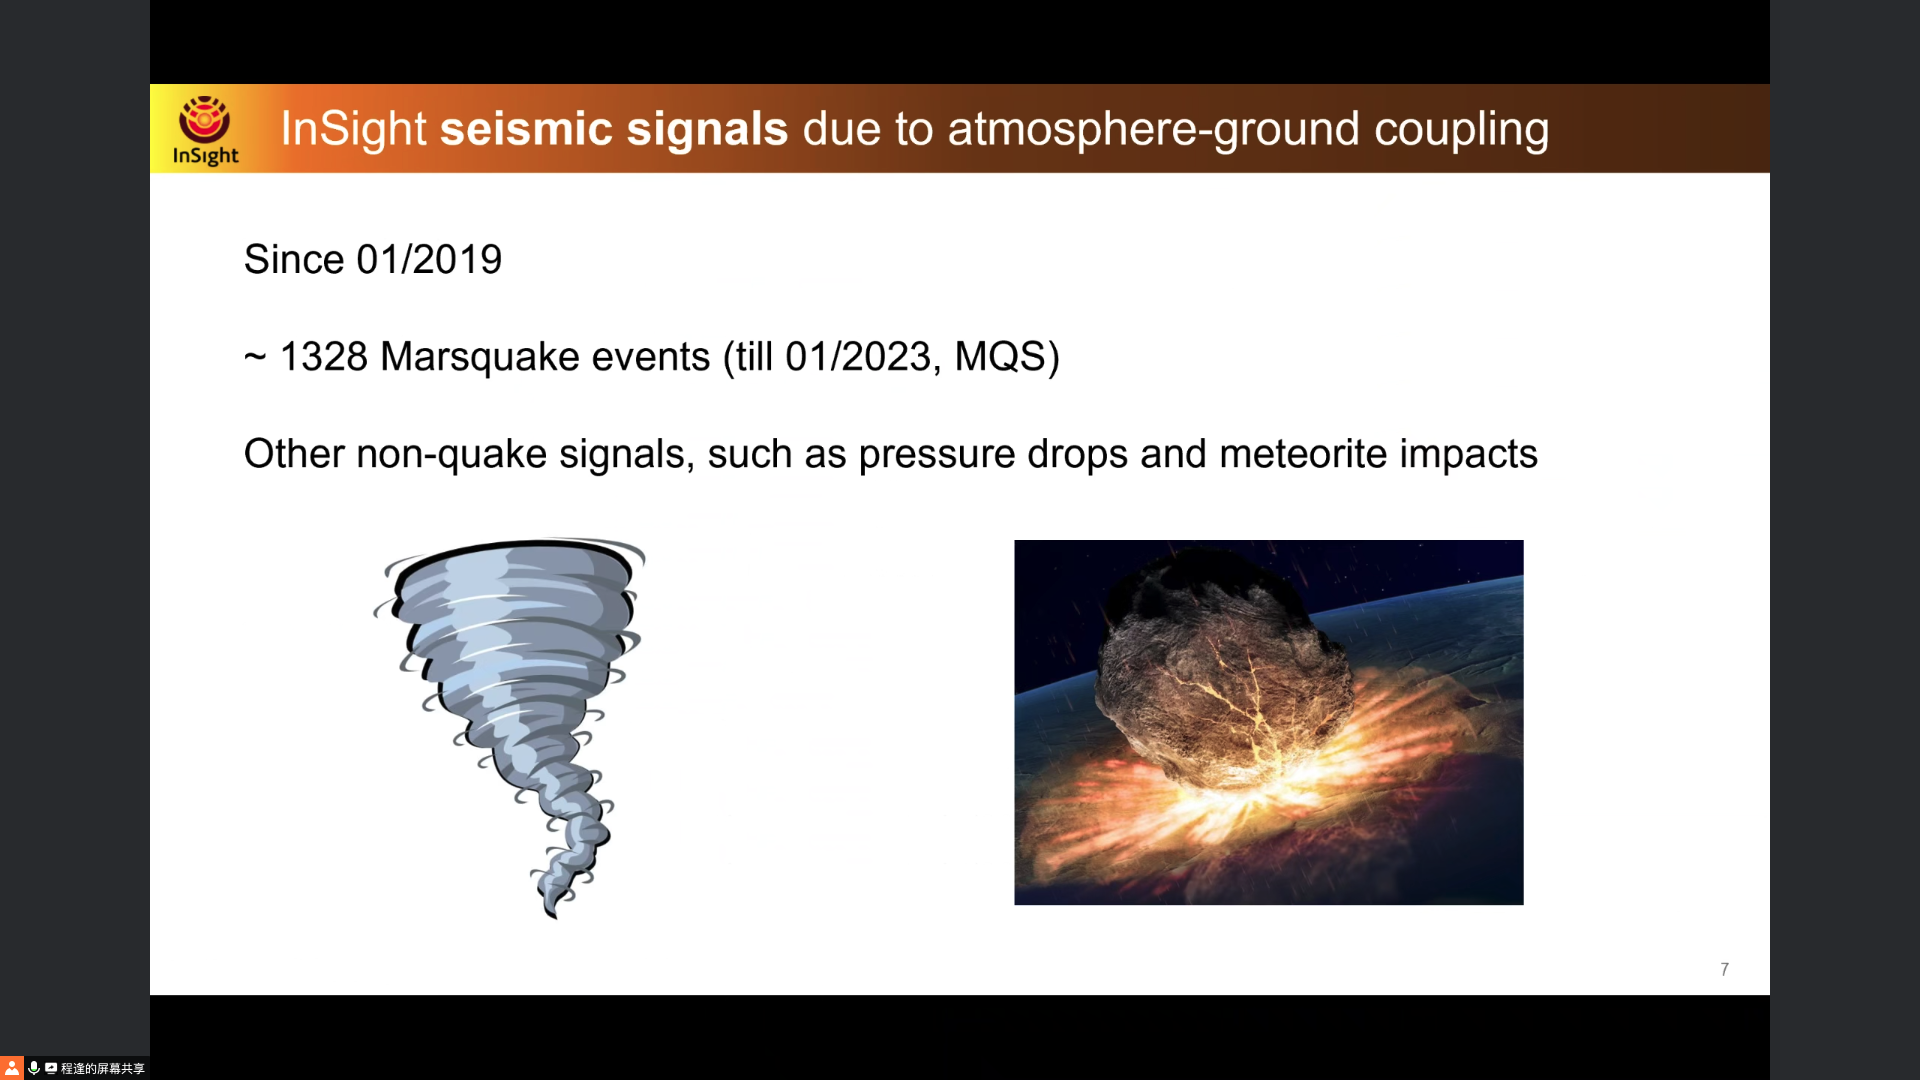 InSight
InSight seismic signals due to atmosphere-ground coupling
Since 01/2019
~ 1328 Marsquake events (till 01/2023, MQS)
Other non-quake signals, such as pressure drops and meteorite impacts
7
程逢的屏幕共享